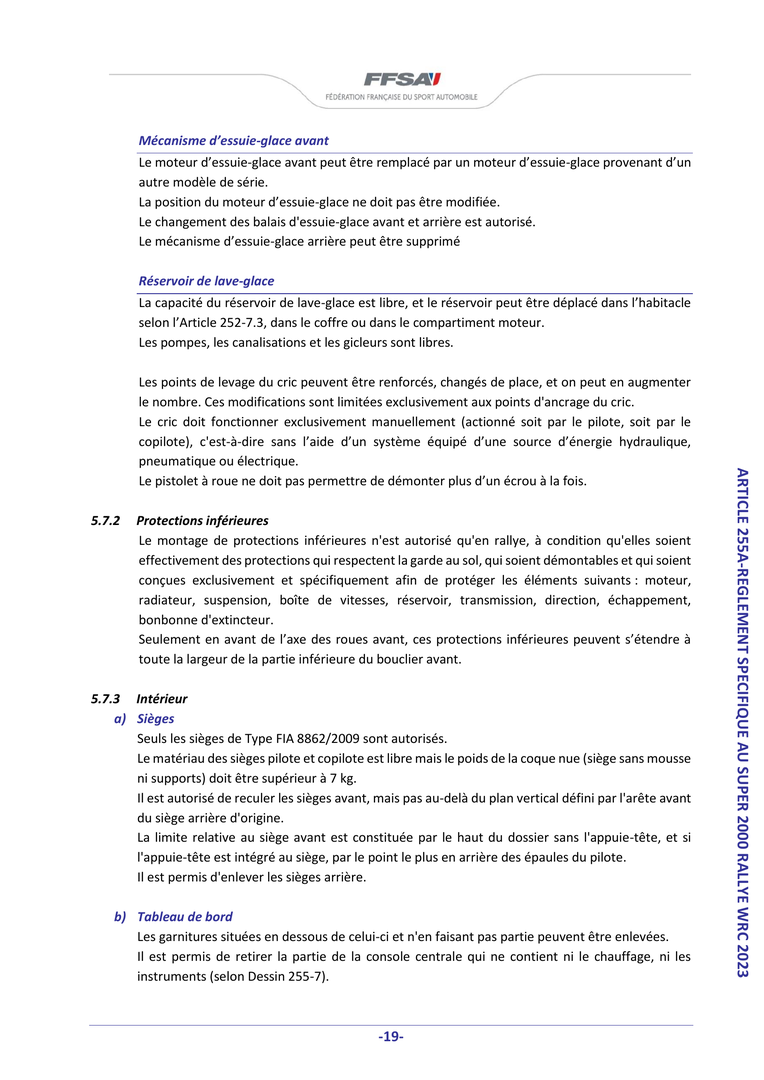 FFSA
FÉDÉRATION FRANÇAISE DU SPORT AUTOMOBILE
Mécanisme d’essuie-glace avant
Le moteur d’essuie-glace avant peut être remplacé par un moteur d’essuie-glace provenant d’un
autre modèle de série.
La position du moteur d’essuie-glace ne doit pas être modifiée.
Le changement des balais d'essuie-glace avant et arrière est autorisé.
Le mécanisme d’essuie-glace arrière peut être supprimé
Réservoir de lave-glace
La capacité du réservoir de lave-glace est libre, et le réservoir peut être déplacé dans l’habitacle
selon l’Article 252-7.3, dans le coffre ou dans le compartiment moteur.
Les pompes, les canalisations et les gicleurs sont libres.
Les points de levage du cric peuvent être renforcés, changés de place, et on peut en augmenter
le nombre. Ces modifications sont limitées exclusivement aux points d'ancrage du cric.
Le cric doit fonctionner exclusivement manuellement (actionné soit par le pilote, soit par le
copilote), c'est-à-dire sans l’aide d’un système équipé d’une source d’énergie hydraulique,
pneumatique ou électrique.
Le pistolet à roue ne doit pas permettre de démonter plus d’un écrou à la fois.
5.7.2 Protections inférieures
Le montage de protections inférieures n'est autorisé qu'en rallye, à condition qu'elles soient
effectivement des protections qui respectent la garde au sol, qui soient démontables et qui soient
conçues exclusivement et spécifiquement afin de protéger les éléments suivants : moteur,
radiateur, suspension, boîte de vitesses, réservoir, transmission, direction, échappement,
bonbonne d'extincteur.
Seulement en avant de l’axe des roues avant, ces protections inférieures peuvent s’étendre à
toute la largeur de la partie inférieure du bouclier avant.
5.7.3 Intérieur
a) Sièges
Seuls les sièges de Type FIA 8862/2009 sont autorisés.
Le matériau des sièges pilote et copilote est libre mais le poids de la coque nue (siège sans mousse
ni supports) doit être supérieur à 7 kg.
Il est autorisé de reculer les sièges avant, mais pas au-delà du plan vertical défini par l'arête avant
du siège arrière d'origine.
La limite relative au siège avant est constituée par le haut du dossier sans l'appuie-tête, et si
l'appuie-tête est intégré au siège, par le point le plus en arrière des épaules du pilote.
Il est permis d'enlever les sièges arrière.
b) Tableau de bord
Les garnitures situées en dessous de celui-ci et n'en faisant pas partie peuvent être enlevées.
Il est permis de retirer la partie de la console centrale qui ne contient ni le chauffage, ni les
instruments (selon Dessin 255-7).
ARTICLE 255A-REGLEMENT SPECIFIQUE AU SUPER 2000 RALLYE WRC 2023
-19-